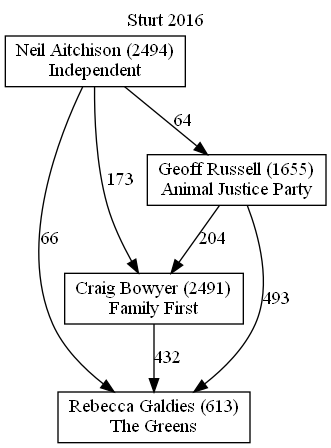 Sturt 2016
Neil Aitchison (2494)
Independent
64
Geoff Russell (1655)
Animal Justice Party
173
66
204
Craig Bowyer (2491)
Family First
493
432
Rebecca Galdies (613)
The Greens